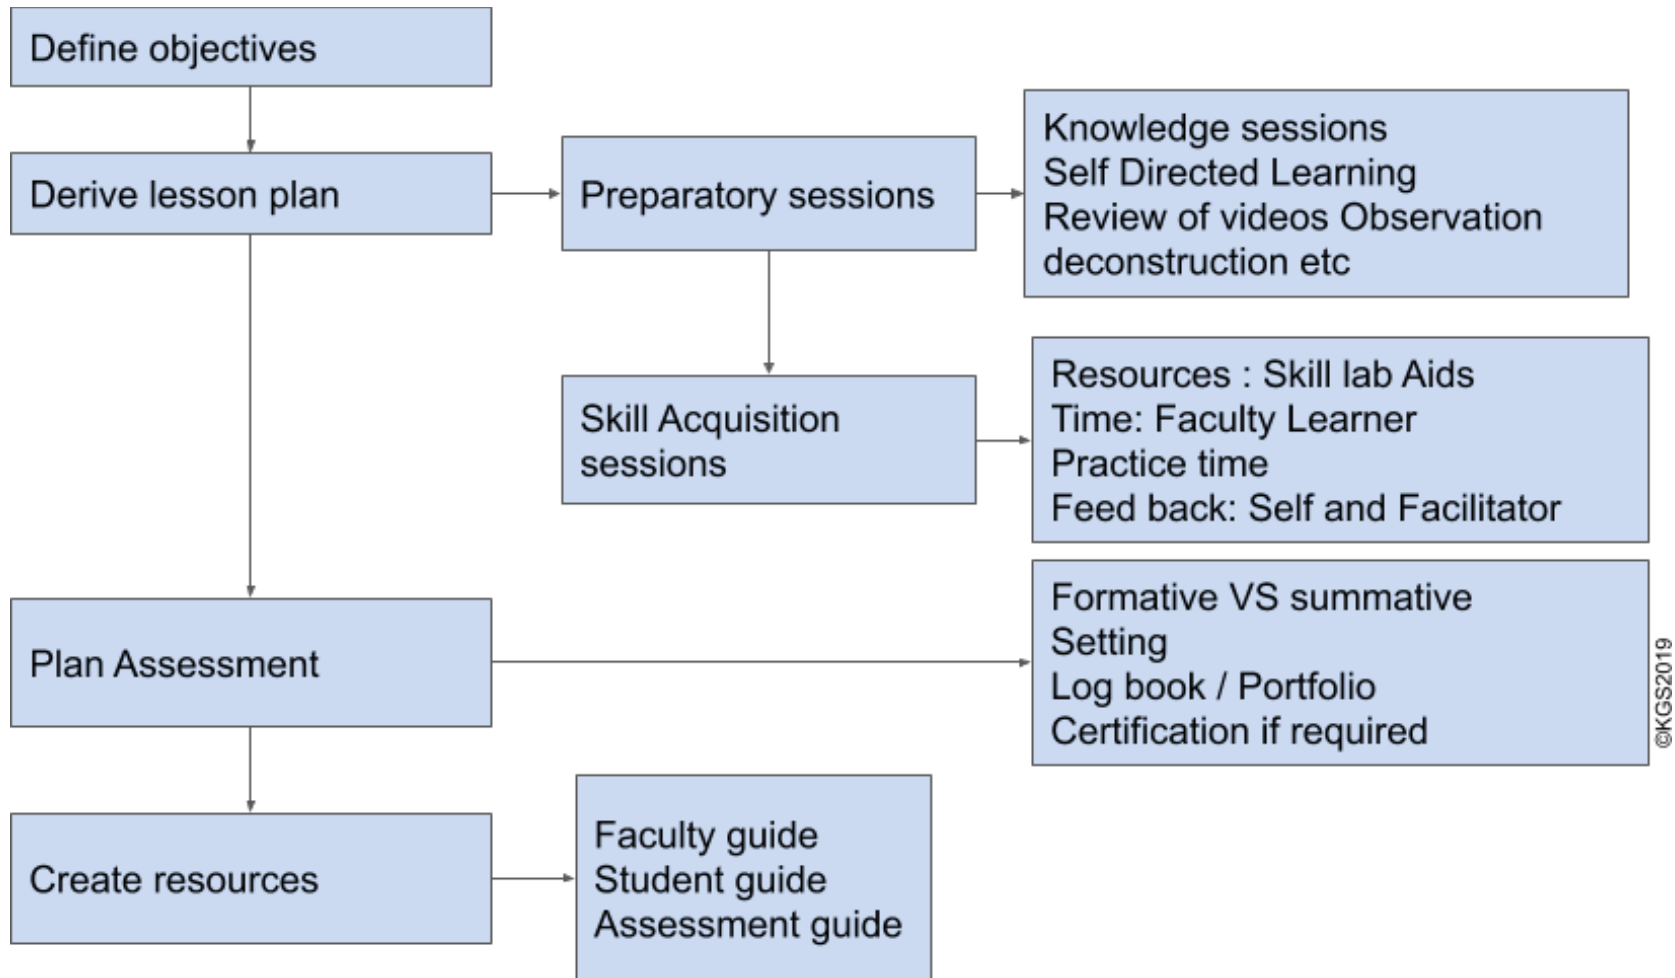 Define objectives
Derive lesson plan
Preparatory sessions
Knowledge sessions
Self Directed Learning
Review of videos Observation
deconstruction etc
Skill Acquisition
sessions
Resources : Skill lab Aids
Time: Faculty Learner
Practice time
Feed back: Self and Facilitator
Plan Assessment
Formative VS summative
Setting
Log book / Portfolio
Certification if required
©KGS2019
Create resources
Faculty guide
Student guide
Assessment guide